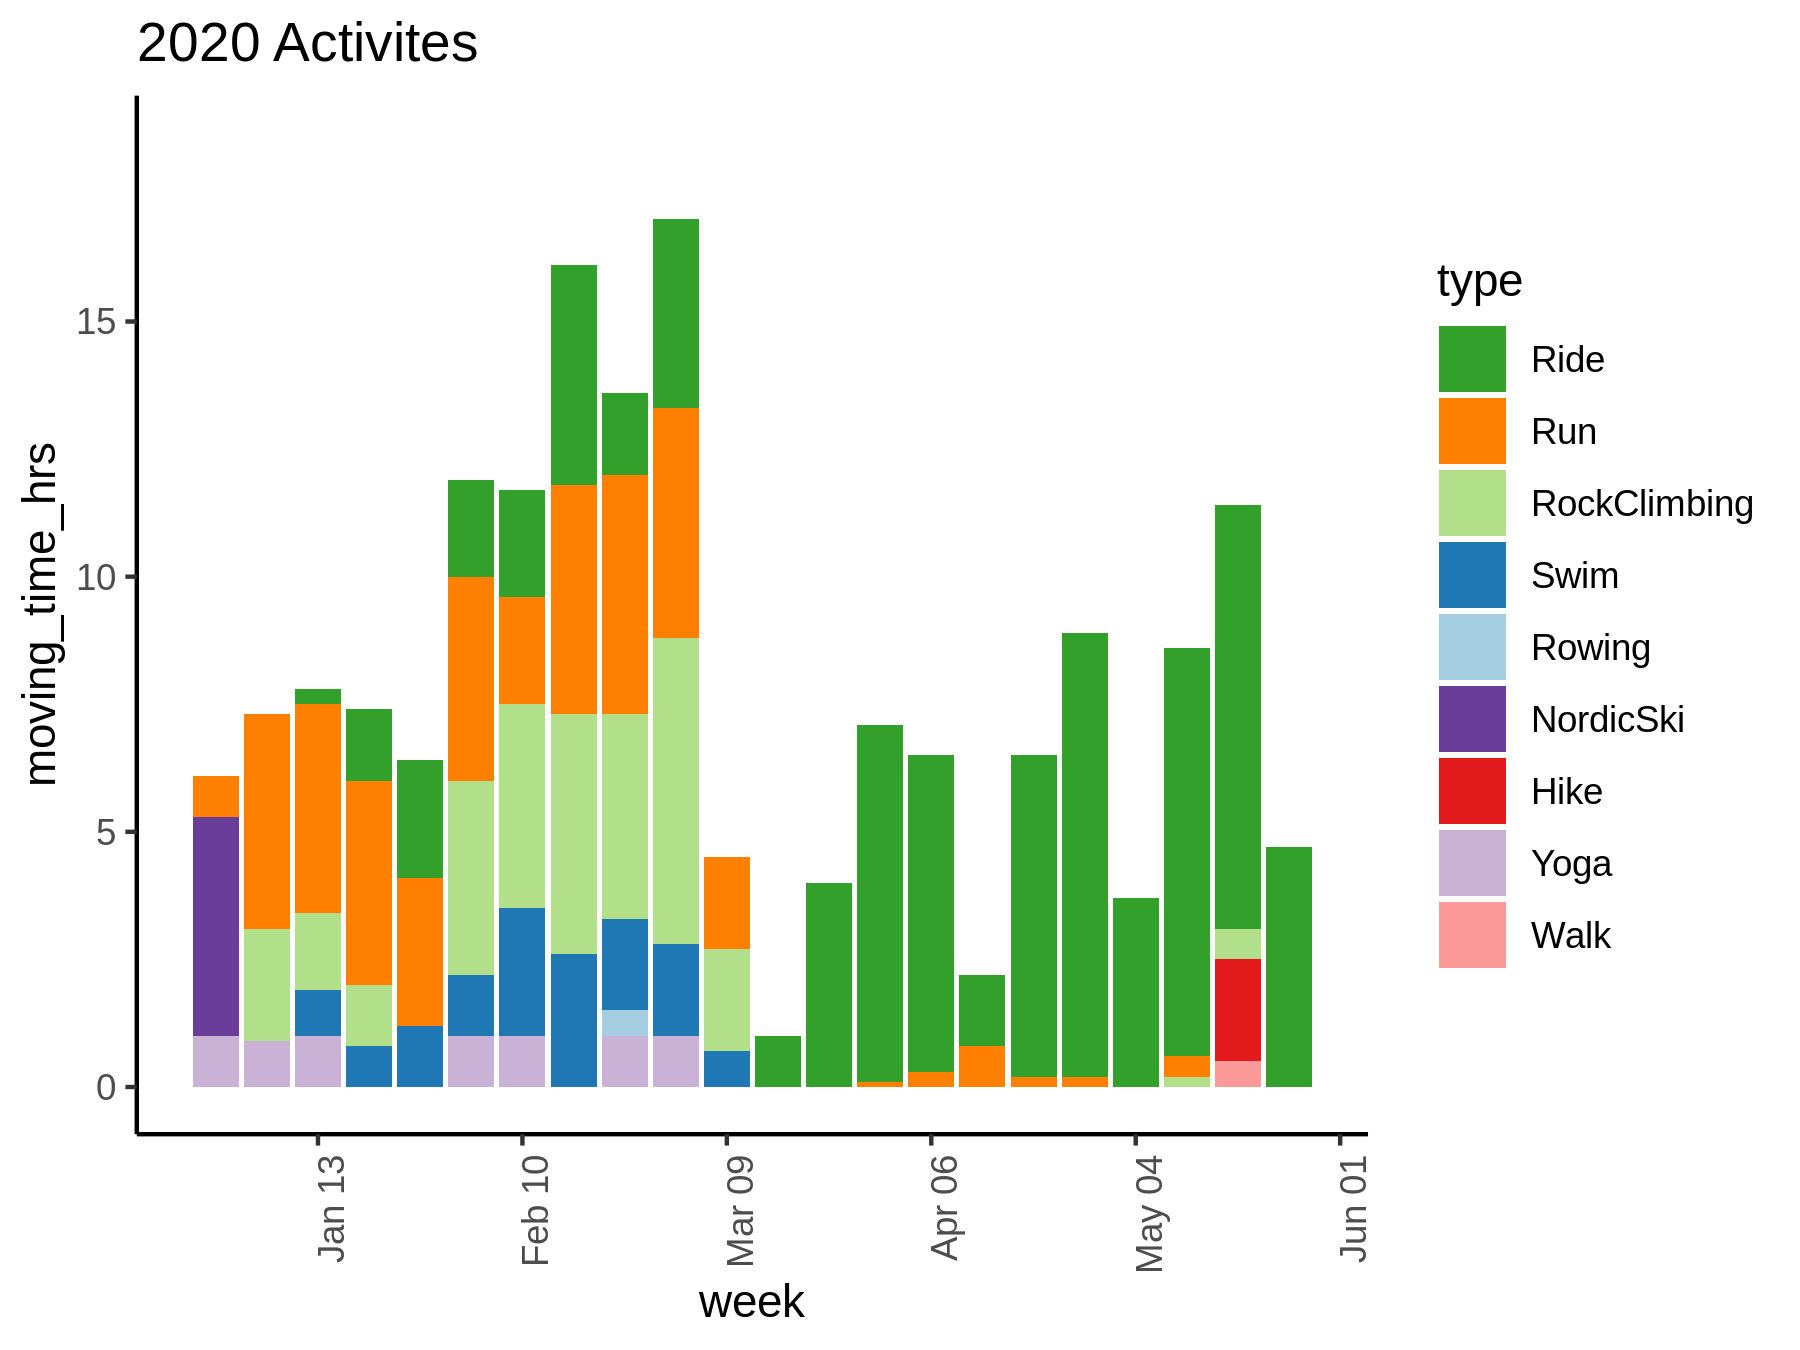 2020 Activites
moving_time_hrs
15
10
5
0
Jan 13
Feb 10
Mar 09
Apr 06
May 04
Jun 01
week
type
Ride
Run
RockClimbing
Swim
Rowing
NordicSki
Hike
Yoga
Walk